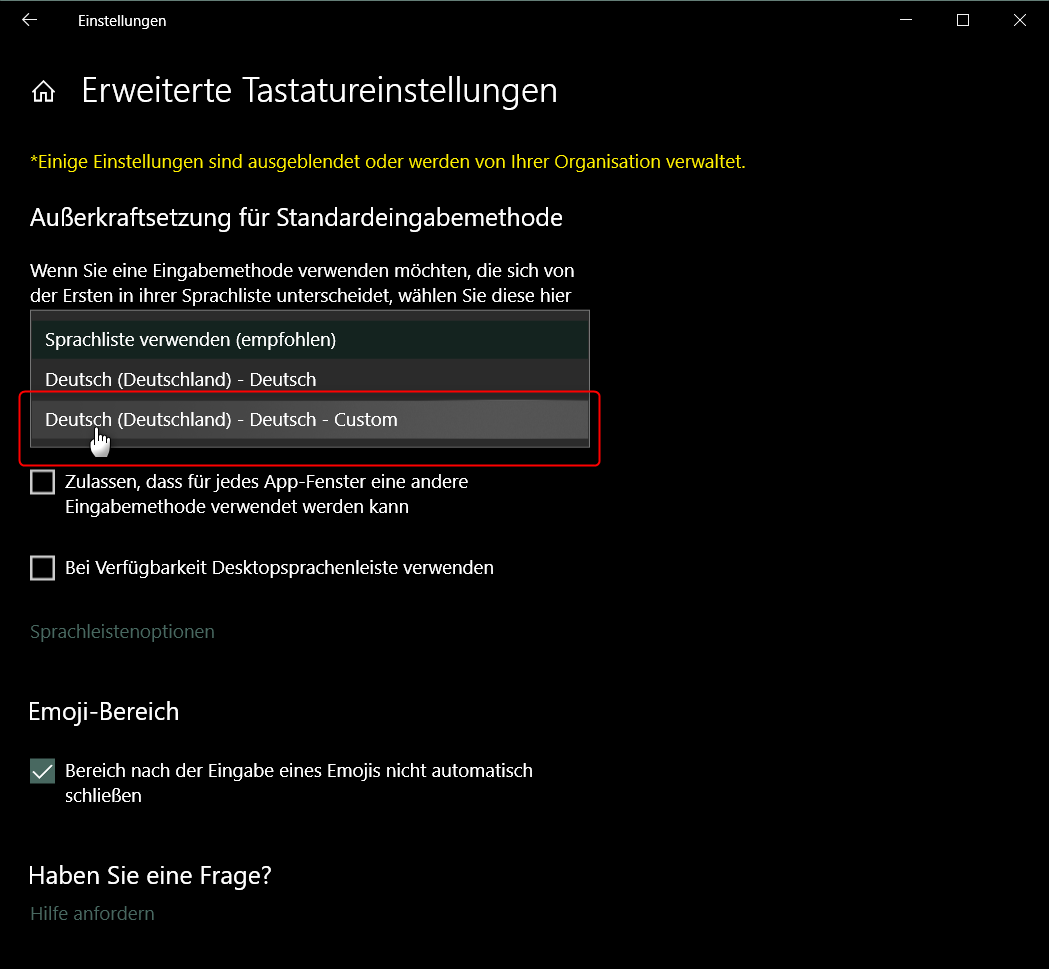 Einstellungen
Erweiterte Tastatureinstellungen
*Einige Einstellungen sind ausgeblendet oder werden von Ihrer Organisation verwaltet.
Außerkraftsetzung für Standardeingabemethode
Wenn Sie eine Eingabemethode verwenden möchten, die sich von
der Ersten in ihrer Sprachliste unterscheidet, wählen Sie diese hier
Sprachliste verwenden (empfohlen)
Deutsch (Deutschland) - Deutsch
Deutsch (Deutschland) - Deutsch - Custom
Zulassen, dass für jedes App-Fenster eine andere
Eingabemethode verwendet werden kann
Bei Verfügbarkeit Desktopsprachenleiste verwenden
Sprachleistenoptionen
Emoji-Bereich
Bereich nach der Eingabe eines Emojis nicht automatisch
schließen
Haben Sie eine Frage?
Hilfe anfordern